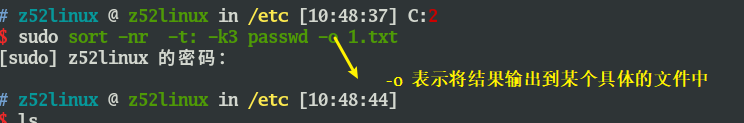 # z52linux @ z52linux in /etc [10:48:37] C:2
$ sudo sort -nr  -t: -k3 passwd -o 1.txt
[sudo] z52linux 的密码：
-o 表示将结果输出到某个具体的文件中
# z52linux @ z52linux in /etc [10:48:44]
$ ls